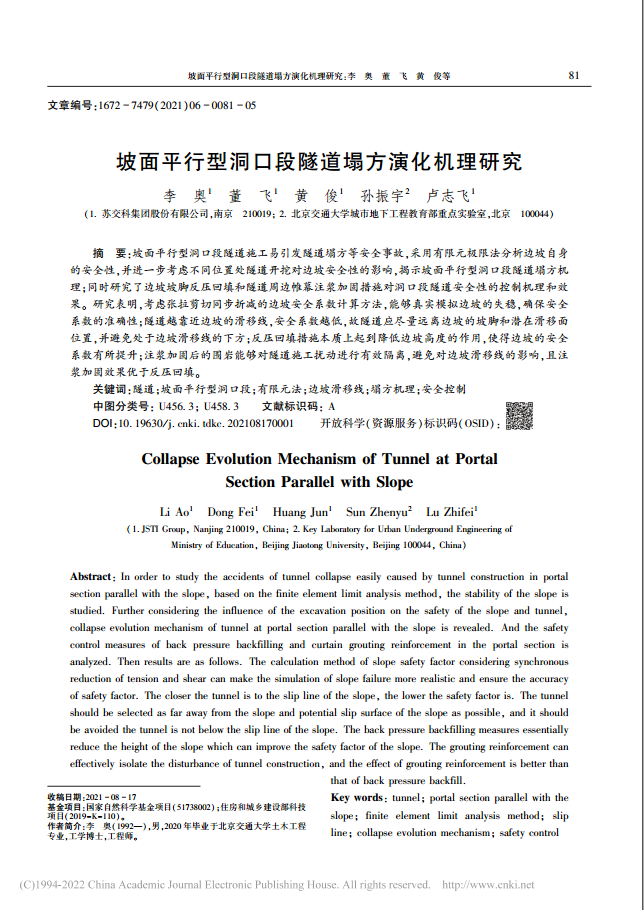 坡面平行型洞口段隧道塌方演化机理研究:李 奥 董 飞 黄 俊等 81
文章编号:1672-7479(2021)06-0081-05
坡面平行型洞口段隧道塌方演化机理研究
李 奥1 董 飞1 黄 俊1 孙振宇2 卢志飞1
(1. 苏交科集团股份有限公司,南京 210019; 2. 北京交通大学城市地下工程教育部重点实验室,北京 100044)
摘 要:坡面平行型洞口段隧道施工易引发隧道塌方等安全事故,采用有限元极限法分析边坡自身
的安全性,并进一步考虑不同位置处隧道开挖对边坡安全性的影响,揭示坡面平行型洞口段隧道塌方机
理;同时研究了边坡坡脚反压回填和隧道周边帷幕注浆加固措施对洞口段隧道安全性的控制机理和效
果。研究表明,考虑张拉剪切同步折减的边坡安全系数计算方法,能够真实模拟边坡的失稳,确保安全
系数的准确性;隧道越靠近边坡的滑移线,安全系数越低,故隧道应尽量远离边坡的坡脚和潜在滑移面
位置,并避免处于边坡滑移线的下方;反压回填措施本质上起到降低边坡高度的作用,使得边坡的安全
系数有所提升;注浆加固后的围岩能够对隧道施工扰动进行有效隔离,避免对边坡滑移线的影响,且注
浆加固效果优于反压回填。
关键词:隧道;坡面平行型洞口段;有限元法;边坡滑移线;塌方机理;安全控制
中图分类号: U456.3; U458.3 文献标识码: A
DOI:10.19630/j.cnki.tdkc.202108170001 开放科学(资源服务)标识码(OSID):
Collapse Evolution Mechanism of Tunnel at Portal
Section Parallel with Slope
Li Ao1 Dong Fei1 Huang Jun1 Sun Zhenyu2 Lu Zhifei1
(1. JSTI Group, Nanjing 210019, China; 2. Key Laboratory for Urban Underground Engineering of
Ministry of Education, Beijing Jiaotong University, Beijing 100044, China)
Abstract: In order to study the accidents of tunnel collapse easily caused by tunnel construction in portal
section parallel with the slope, based on the finite element limit analysis method, the stability of the slope is
studied. Further considering the influence of the excavation position on the safety of the slope and tunnel,
collapse evolution mechanism of tunnel at portal section parallel with the slope is revealed. And the safety
control measures of back pressure backfilling and curtain grouting reinforcement in the portal section is
analyzed. Then results are as follows. The calculation method of slope safety factor considering synchronous
reduction of tension and shear can make the simulation of slope failure more realistic and ensure the accuracy
of safety factor. The closer the tunnel is to the slip line of the slope, the lower the safety factor is. The tunnel
should be selected as far away from the slope and potential slip surface of the slope as possible, and it should
be avoided the tunnel is not below the slip line of the slope. The back pressure backfilling measures essentially
reduce the height of the slope which can improve the safety factor of the slope. The grouting reinforcement can
effectively isolate the disturbance of tunnel construction, and the effect of grouting reinforcement is better than
that of back pressure backfill.
Key words: tunnel; portal section parallel with the
slope; finite element limit analysis method; slip
line; collapse evolution mechanism; safety control
收稿日期:2021-08-17
基金项目:国家自然科学基金项目(51738002);住房和城乡建设部科技
项目(2019-K-110)。
作者简介:李 奥(1992—),男,2020年毕业于北京交通大学土木工程
专业,工学博士,工程师。
(C)1994-2022 China Academic Journal Electronic Publishing House. All rights reserved. http://www.cnki.net